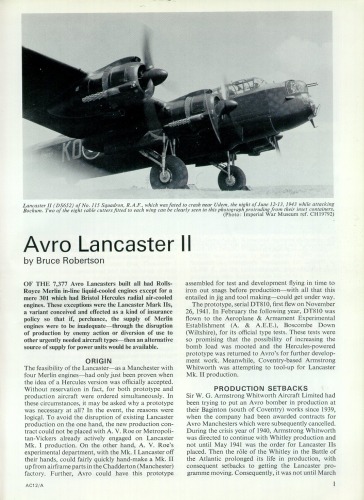 Lancaster II (DS652) of No. 115 Squadron, R.A.F., which was fated to crash near Uden, the night of June 12-13, 1943 while attacking
Bochum. Two of the eight cable cutters fitted to each wing can be clearly seen in this photograph protruding from their inset containers.
(Photo: Imperial War Museum ref. CH19792)
Avro Lancaster II
by Bruce Robertson
OF THE 7,377 Avro Lancasters built all had Rolls-
Royce Merlin in-line liquid-cooled engines except for a
mere 301 which had Bristol Hercules radial air-cooled
engines. These exceptions were the Lancaster Mark IIs,
a variant conceived and effected as a kind of insurance
policy so that if, perchance, the supply of Merlin
engines were to be inadequate—through the disruption
of production by enemy action or diversion of use to
other urgently needed aircraft types—then an alternative
source of supply for power units would be available.
ORIGIN
The feasibility of the Lancaster—as a Manchester with
four Merlin engines—had only just been proven when
the idea of a Hercules version was officially accepted.
Without reservation in fact, for both prototype and
production aircraft were ordered simultaneously. In
these circumstances, it may be asked why a prototype
was necessary at all? In the event, the reasons were
logical. To avoid the disruption of existing Lancaster
production on the one hand, the new production con-
tract could not be placed with A. V. Roe or Metropoli-
tan-Vickers already actively engaged on Lancaster
Mk. I production. On the other hand, A. V. Roe's
experimental department, with the Mk. I Lancaster off
their hands, could fairly quickly hand-make a Mk. II
up from airframe parts in the Chadderton (Manchester)
factory. Further, Avro could have this prototype
assembled for test and development flying in time to
iron out snags before production—with all that this
entailed in jig and tool making—could get under way.
The prototype, serial DT810, first flew on November
26, 1941. In February the following year, DT810 was
flown to the Aeroplane & Armament Experimental
Establishment (A. & A.E.E.), Boscombe Down
(Wiltshire), for its official type tests. These tests were
so promising that the possibility of increasing the
bomb load was mooted and the Hercules-powered
prototype was returned to Avro's for further develop-
ment work. Meanwhile, Coventry-based Armstrong
Whitworth was attempting to tool-up for Lancaster
Mk. II production.
PRODUCTION SETBACKS
Sir W. G. Armstrong Whitworth Aircraft Limited had
been trying to put an Avro bomber in production at
their Baginton (south of Coventry) works since 1939,
when the company had been awarded contracts for
Avro Manchesters which were subsequently cancelled.
During the crisis year of 1940, Armstrong Whitworth
was directed to continue with Whitley production and
not until May 1941 was the order for Lancaster IIs
placed. Then the rôle of the Whitley in the Battle of
the Atlantic prolonged its life in production, with
consequent setbacks to getting the Lancaster pro-
gramme moving. Consequently, it was not until March
AC12/A
1